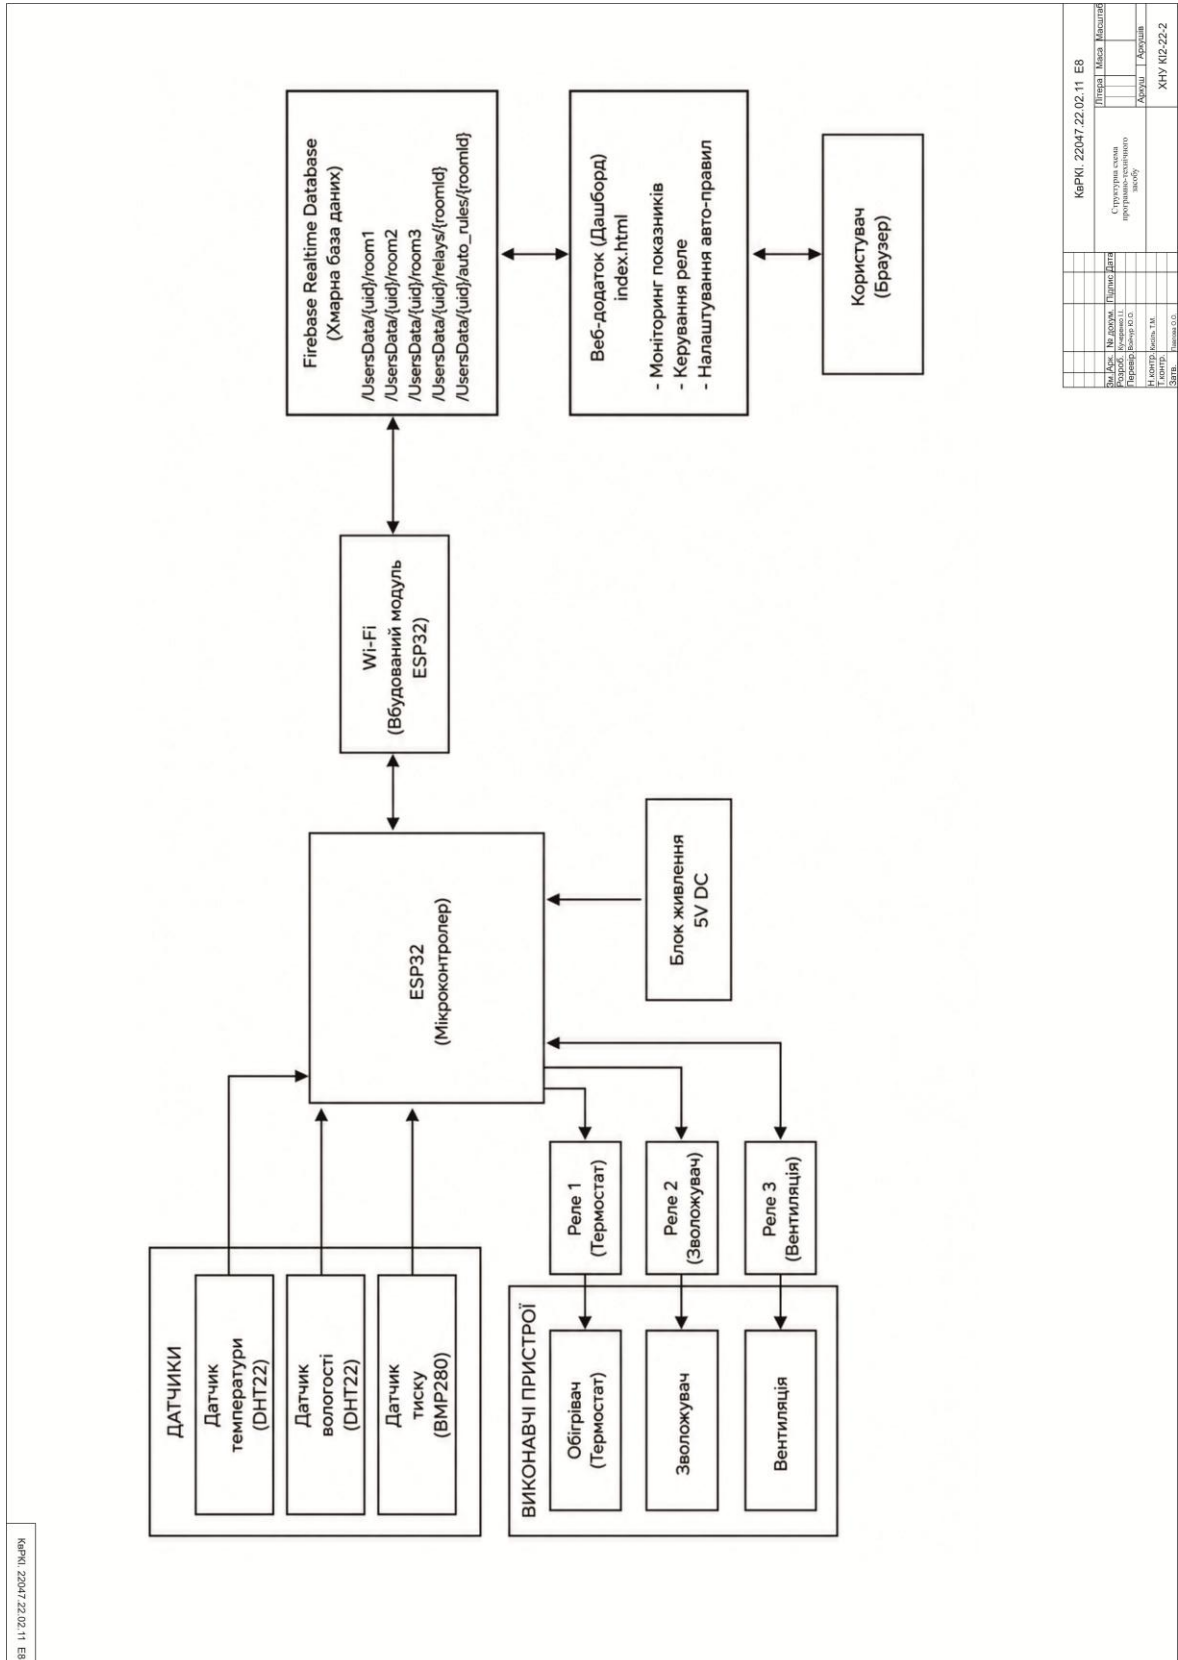 ДАТЧИКИ
Датчик
температури
(DHT22)
Датчик
вологості
(DHT22)
Датчик
тиску
(BMP280)
ВИКОНАВЧІ ПРИСТРОЇ
Обігрівач
(Термостат)
Зволожувач
Вентиляція
Реле 1
(Термостат)
Реле 2
(Зволожувач)
Реле 3
(Вентиляція)
ESP32
(Мікроконтролер)
Блок живлення
5V DC
Wi-Fi
(Вбудований модуль
ESP32)
Firebase Realtime Database
(Хмарна база даних)
/UsersData/{uid}/room1
/UsersData/{uid}/room2
/UsersData/{uid}/room3
/UsersData/{uid}/relays/{roomId}
/UsersData/{uid}/auto_rules/{roomId}
Веб-додаток (Дашборд)
index.html
- Моніторинг показників
- Керування реле
- Налаштування авто-правил
Користувач
(Браузер)
КвРКІ. 22047.22.02.11 Е8
КвРКІ. 22047.22.02.11 Е8
Зм. Арк. № докум. Підпис Дата
Розроб. Кучеренко І.І.
Перевір. Войчур Ю.О.
Н.контр. Кисіль Т.М.
Т.контр.
Затв. Павлова О.О.
Структурна схема
програмно-технічного
засобу
Літера Маса Масштаб
Аркуш Аркушів
ХНУ КІ2-22-2